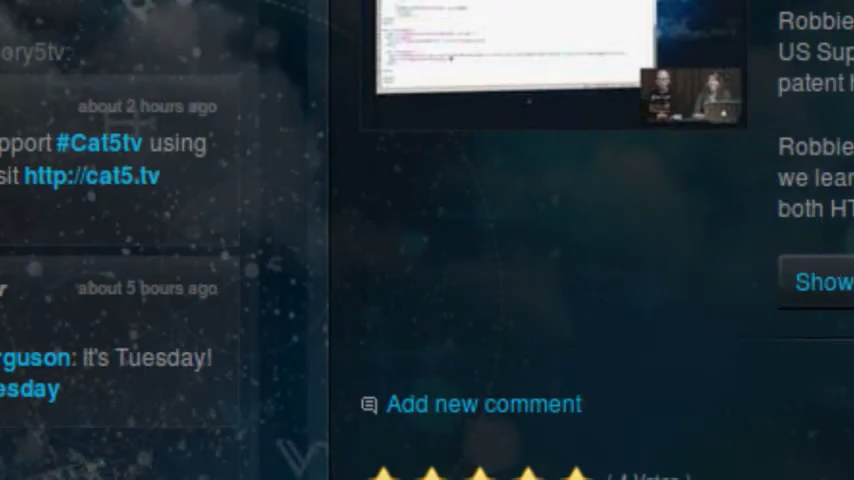 ory5tv:
about 2 hours ago
pport #Cat5tv using
sit http://cat5.tv
r
about 5 hours ago
rguson: It's Tuesday!
esday
Robbie
US Sup
patent h
Robbie
we lear
both HT
Show
Add new comment